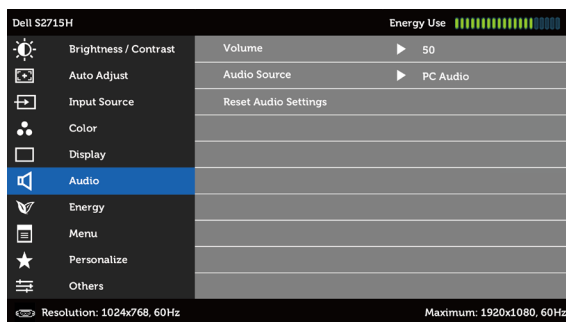 Dell S2715H Energy Use
Brightness / Contrast Volume 50
Auto Adjust Audio Source PC Audio
Input Source Reset Audio Settings
Color
Display
Audio
Energy
Menu
Personalize
Others
Resolution: 1024x768, 60Hz Maximum: 1920x1080, 60Hz